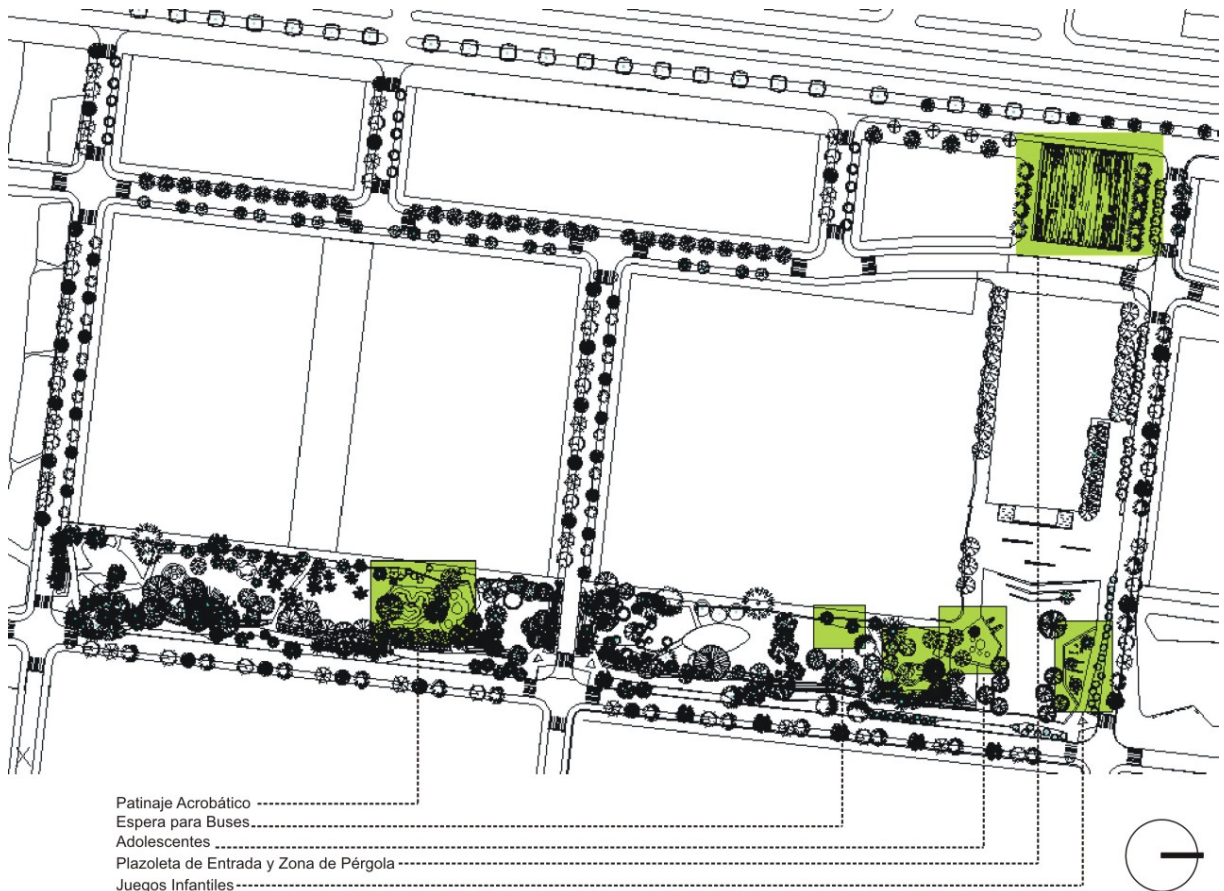 Patinaje Acrobático
Espera para Buses
Adolescentes
Plazoleta de Entrada y Zona de Pérgola
Juegos Infantiles